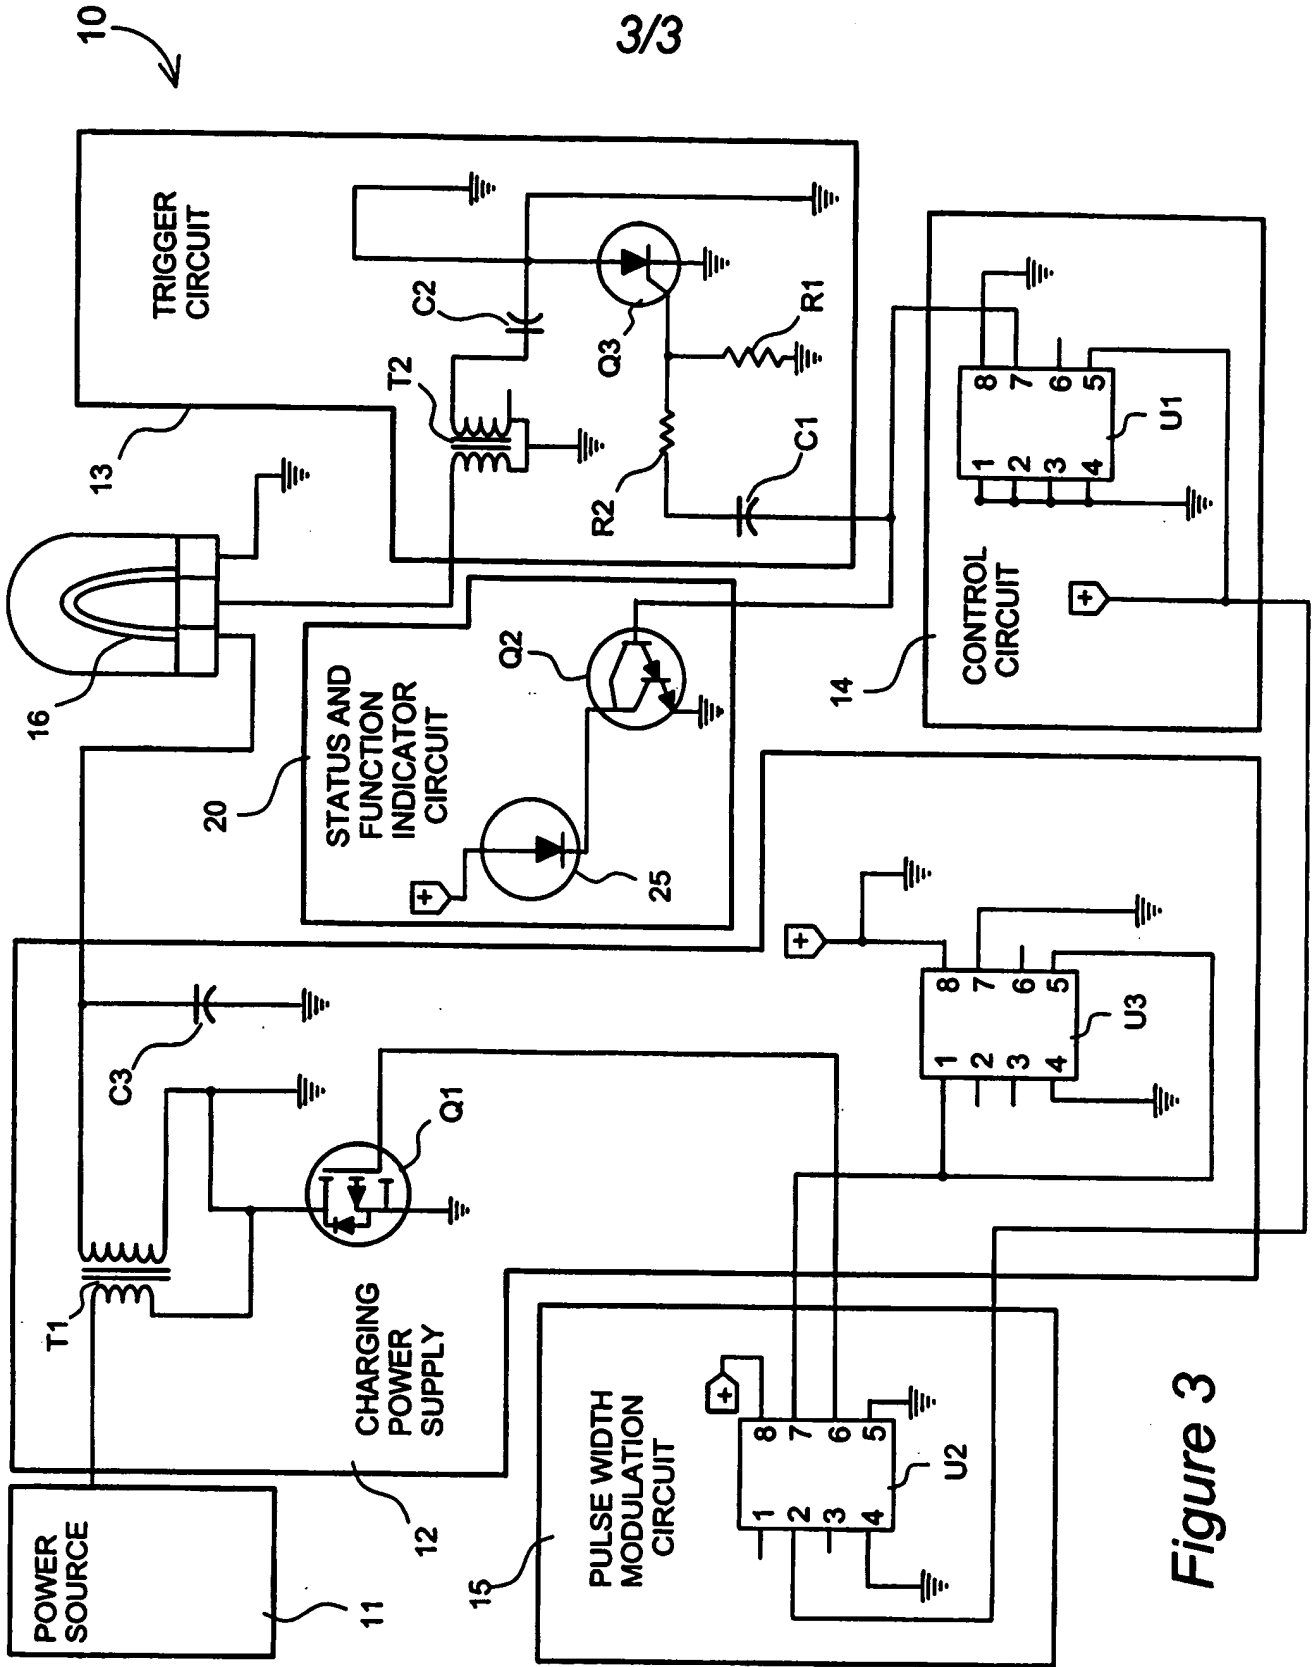 3/3
10
POWER
SOURCE
11
T1
CHARGING
POWER
SUPPLY
12
C3
Q1
16
13
TRIGGER
CIRCUIT
T2
C2
Q3
R2
R1
C1
20
STATUS AND
FUNCTION
INDICATOR
CIRCUIT
+
25
Q2
15
PULSE WIDTH
MODULATION
CIRCUIT
+
1 8
2 7
3 6
4 5
U2
+
1 8
2 7
3 6
4 5
U3
14
CONTROL
CIRCUIT
+
1 8
2 7
3 6
4 5
U1
Figure 3